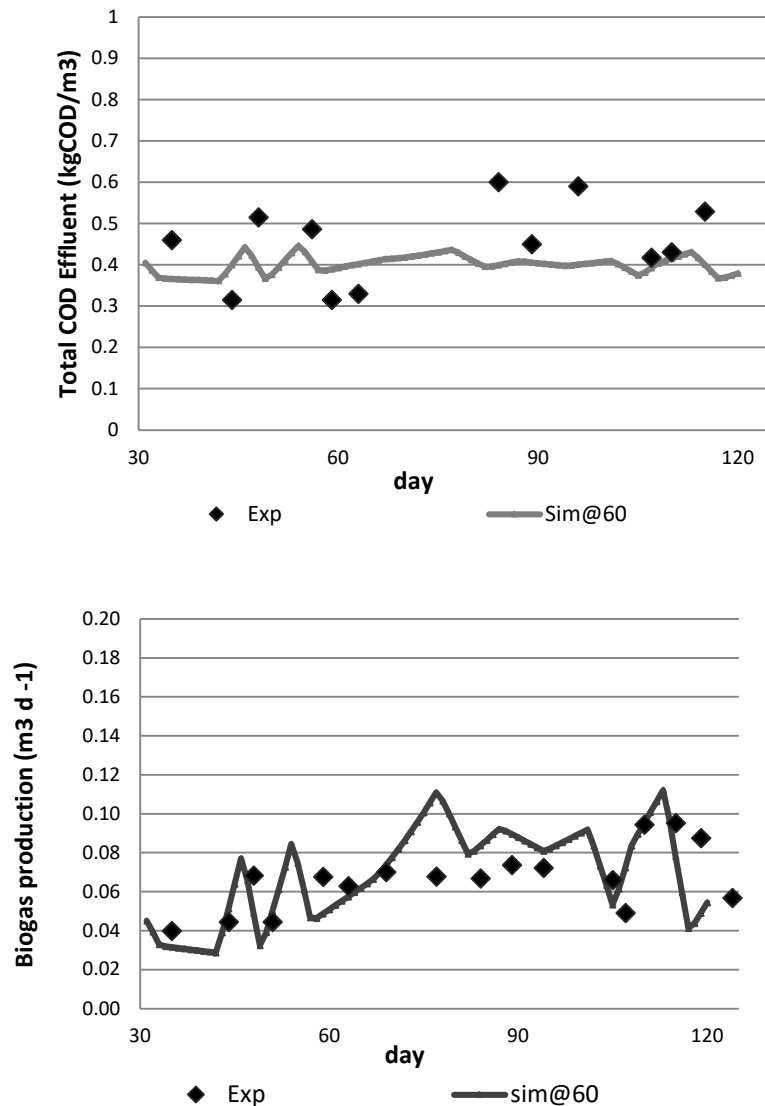 Total COD Effluent (kgCOD/m3)
1
0.9
0.8
0.7
0.6
0.5
0.4
0.3
0.2
0.1
0
30 60 90 120
day
Exp Sim@60
Biogas production (m3 d -1)
0.20
0.18
0.16
0.14
0.12
0.10
0.08
0.06
0.04
0.02
0.00
30 60 90 120
day
Exp sim@60